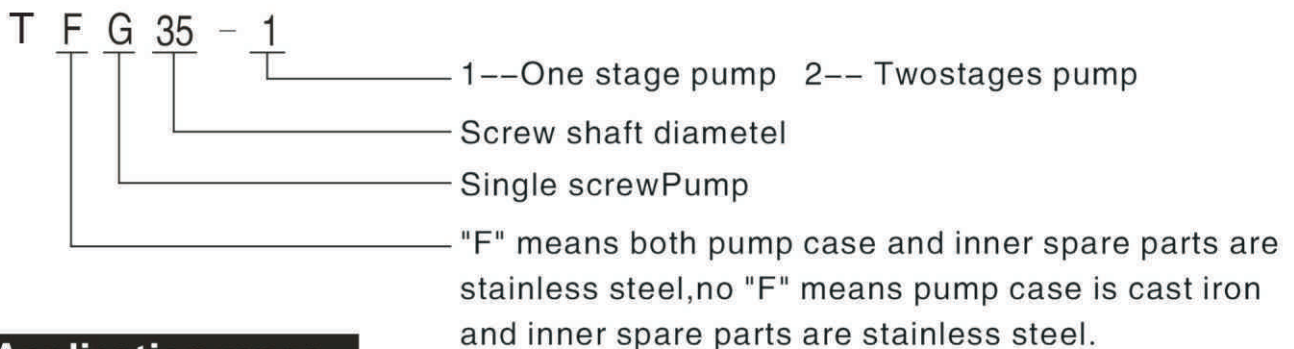 T F G 35 - 1
1--One stage pump 2-- Twostages pump
Screw shaft diametel
Single screwPump
"F" means both pump case and inner spare parts are
stainless steel,no "F" means pump case is cast iron
and inner spare parts are stainless steel.